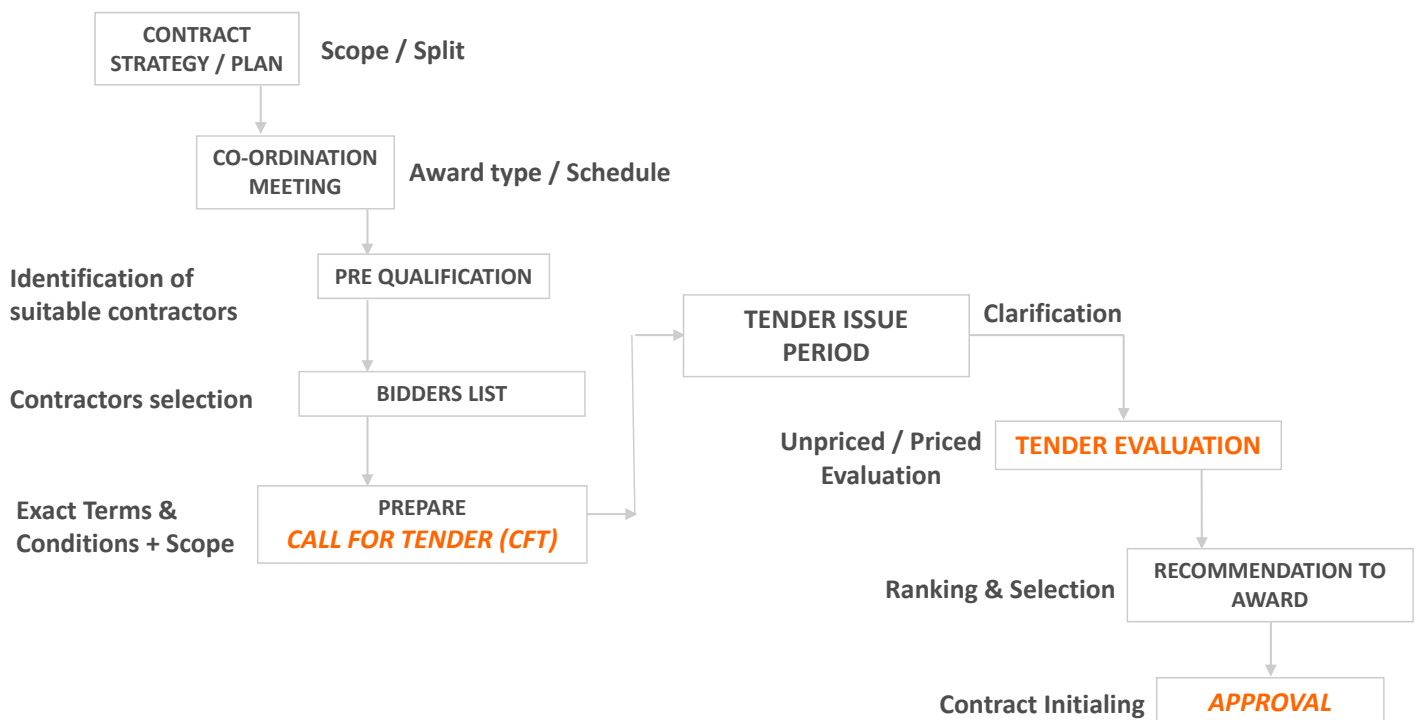 CONTRACT
STRATEGY / PLAN
Scope / Split
CO-ORDINATION
MEETING
Award type / Schedule
Identification of
suitable contractors
PRE QUALIFICATION
Contractors selection
BIDDERS LIST
Exact Terms &
Conditions + Scope
PREPARE
CALL FOR TENDER (CFT)
TENDER ISSUE
PERIOD
Clarification
Unpriced / Priced
Evaluation
TENDER EVALUATION
Ranking & Selection
RECOMMENDATION TO
AWARD
Contract Initialing
APPROVAL